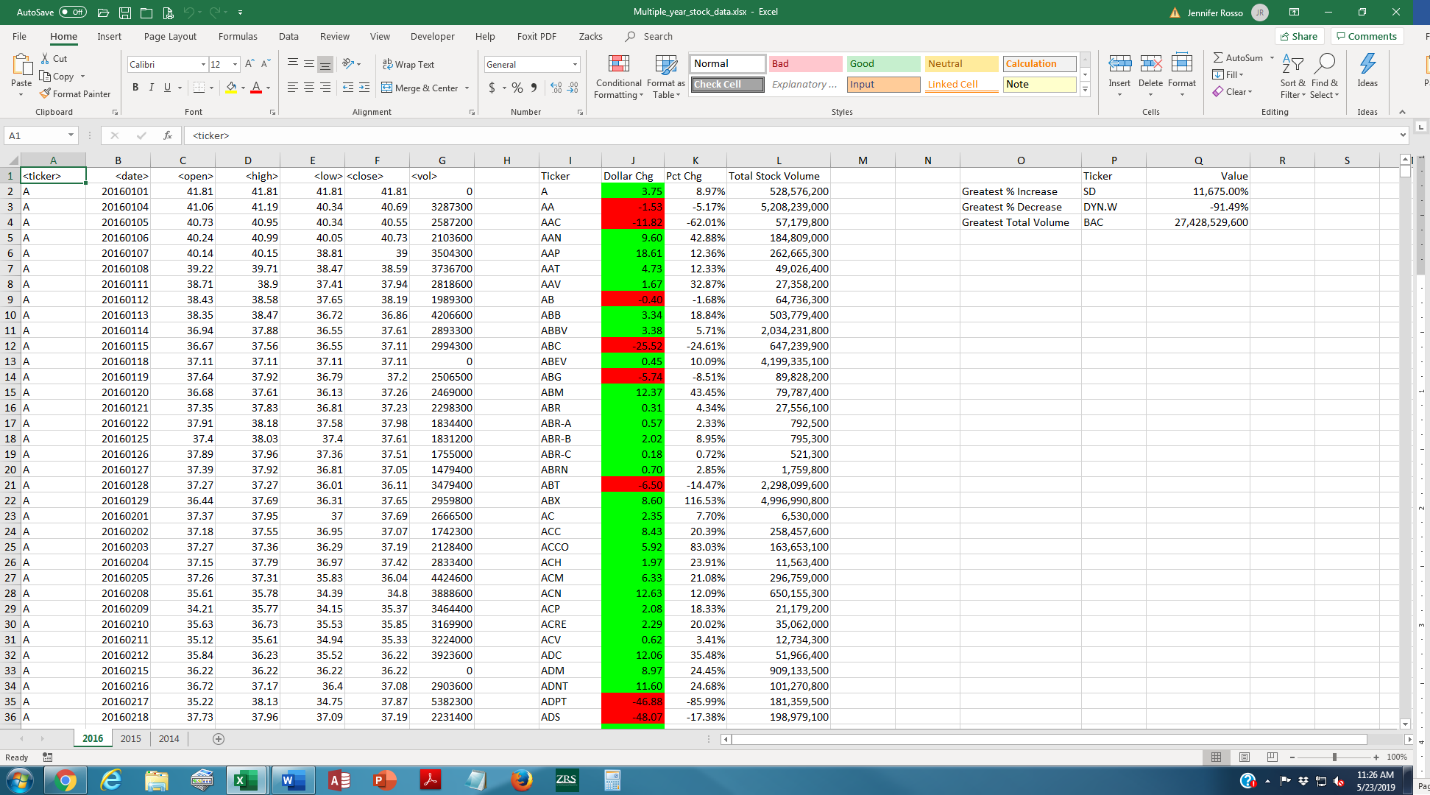 AutoSave Off Multiple_year_stock_data.xlsx - Excel Jennifer Rosso JR
File Home Insert Page Layout Formulas Data Review View Developer Help Foxit PDF Zacks Search Share Comments
Calibri 12 Wrap Text General Normal Bad Good Neutral Calculation AutoSum
Cut
Paste Copy Format Painter Merge & Center Conditional Formatting Format as Table Check Cell Explanatory ... Input Linked Cell Note Insert Delete Format Fill Clear Sort & Filter Find & Select Ideas
Clipboard Font Alignment Number Styles Cells Editing Ideas
A1 fx <ticker>
A B C D E F G H I J K L M N O P Q R S
1 <ticker> <date> <open> <high> <low> <close> <vol> Ticker Dollar Chg Pct Chg Total Stock Volume Ticker Value
2 A 20160101 41.81 41.81 41.81 41.81 0 A 3.75 8.97% 528,576,200 Greatest % Increase SD 11,675.00%
3 A 20160104 41.06 41.19 40.34 40.69 3287300 AA -1.53 -5.17% 5,208,239,000 Greatest % Decrease DYN.W -91.49%
4 A 20160105 40.73 40.95 40.34 40.55 2587200 AAC -11.82 -62.01% 57,179,800 Greatest Total Volume BAC 27,428,529,600
5 A 20160106 40.24 40.99 40.05 40.73 2103600 AAN 9.60 42.88% 184,809,000
6 A 20160107 40.14 40.15 38.81 39 3504300 AAP 18.61 12.36% 262,665,300
7 A 20160108 39.22 39.71 38.47 38.59 3736700 AAT 4.73 12.33% 49,026,400
8 A 20160111 38.71 38.9 37.41 37.94 2818600 AAV 1.67 32.87% 27,358,200
9 A 20160112 38.43 38.58 37.65 38.19 1989300 AB -0.40 -1.68% 64,736,300
10 A 20160113 38.35 38.47 36.72 36.86 4206600 ABB 3.34 18.84% 503,779,400
11 A 20160114 36.94 37.88 36.55 37.61 2893300 ABBV 3.38 5.71% 2,034,231,800
12 A 20160115 36.67 37.56 36.55 37.11 2994300 ABC -25.52 -24.61% 647,239,900
13 A 20160118 37.11 37.11 37.11 37.11 0 ABEV 0.45 10.09% 4,199,335,100
14 A 20160119 37.64 37.92 36.79 37.2 2506500 ABG -5.74 -8.51% 89,828,200
15 A 20160120 36.68 37.61 36.13 37.26 2469000 ABM 12.37 43.45% 79,787,400
16 A 20160121 37.35 37.83 36.81 37.23 2298300 ABR 0.31 4.34% 27,556,100
17 A 20160122 37.91 38.18 37.58 37.98 1834400 ABR-A 0.57 2.33% 792,500
18 A 20160125 37.4 38.03 37.4 37.61 1831200 ABR-B 2.02 8.95% 795,300
19 A 20160126 37.89 37.96 37.36 37.51 1755000 ABR-C 0.18 0.72% 521,300
20 A 20160127 37.39 37.92 36.81 37.05 1479400 ABRN 0.70 2.85% 1,759,800
21 A 20160128 37.27 37.27 36.01 36.11 3479400 ABT -6.50 -14.47% 2,298,099,600
22 A 20160129 36.44 37.69 36.31 37.65 2959800 ABX 8.60 116.53% 4,996,990,800
23 A 20160201 37.37 37.95 37 37.69 2666500 AC 2.35 7.70% 6,530,000
24 A 20160202 37.18 37.55 36.95 37.07 1742300 ACC 8.43 20.39% 258,457,600
25 A 20160203 37.27 37.36 36.29 37.19 2128400 ACCO 5.92 83.03% 163,653,100
26 A 20160204 37.15 37.79 36.97 37.42 2833400 ACH 1.97 23.91% 11,563,400
27 A 20160205 37.26 37.31 35.83 36.04 4424600 ACM 6.33 21.08% 296,759,000
28 A 20160208 35.61 35.78 34.39 34.8 3888600 ACN 12.63 12.09% 650,155,300
29 A 20160209 34.21 35.77 34.15 35.37 3464400 ACP 2.08 18.33% 21,179,200
30 A 20160210 35.63 36.73 35.53 35.85 3169900 ACRE 2.29 20.02% 35,062,000
31 A 20160211 35.12 35.61 34.94 35.33 3224000 ACV 0.62 3.41% 12,734,300
32 A 20160212 35.84 36.23 35.52 36.22 3923600 ADC 12.06 35.48% 51,966,400
33 A 20160215 36.22 36.22 36.22 36.22 0 ADM 8.97 24.45% 909,133,500
34 A 20160216 36.72 37.17 36.4 37.08 2903600 ADNT 11.60 24.68% 101,270,800
35 A 20160217 35.22 38.13 34.75 37.87 5382300 ADPT -46.88 -85.99% 181,359,500
36 A 20160218 37.73 37.96 37.09 37.19 2231400 ADS -48.07 -17.38% 198,979,100
2016 2015 2014
Ready 100%
ZRS 11:26 AM
5/23/2019